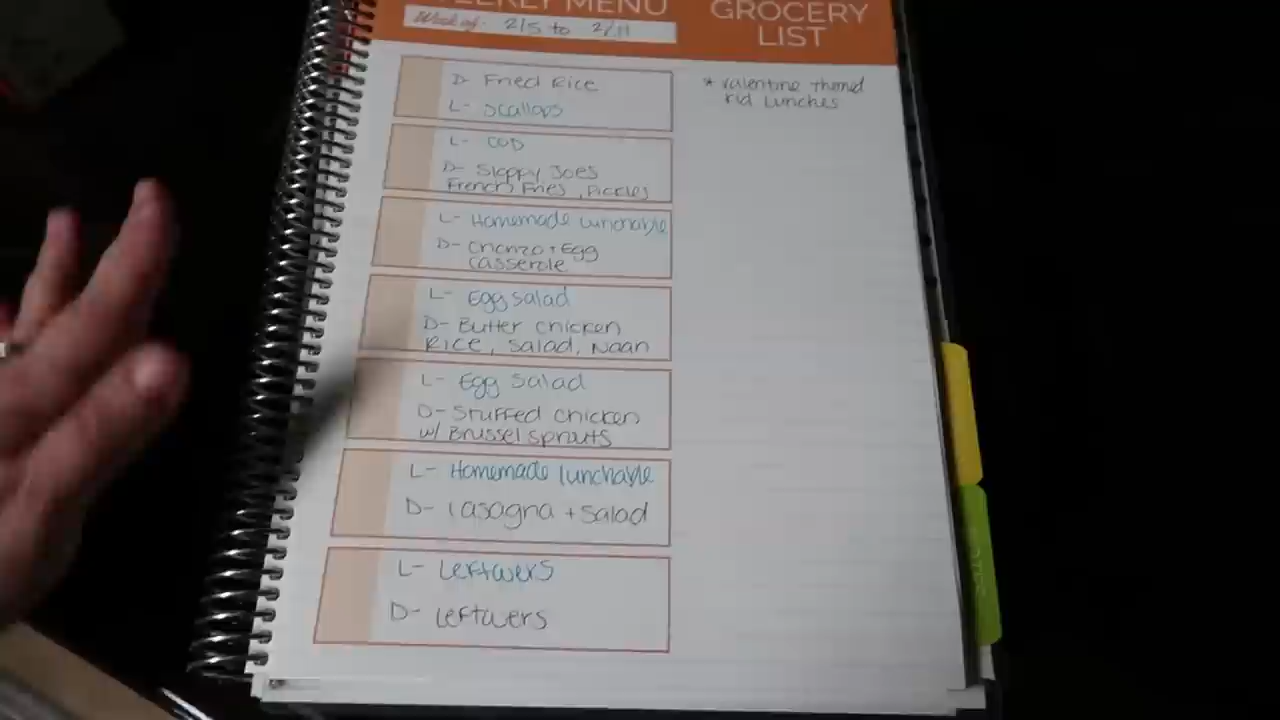 WEEKLY MENU
Week of: 2/5 to 2/11
D- Fried Rice
L- Scallops
L- COD
D- Sloppy Joes
French Fries, Pickles
L- Homemade Lunchable
D- Chorizo + Egg
casserole
L- Egg salad
D- Butter chicken
Rice, salad, Naan
L- Egg Salad
D- Stuffed chicken
w/ Brussel sprouts
L- Homemade lunchable
D- Lasagna + Salad
L- Leftovers
D- Leftovers
GROCERY
LIST
* Valentine themed
kid lunches
NOTES